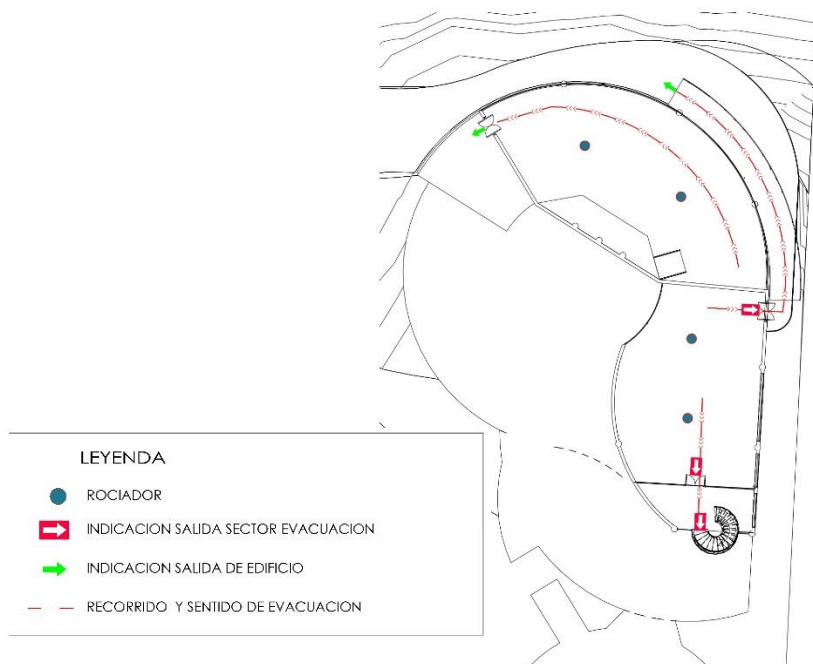 LEYENDA
ROCIADOR
INDICACION SALIDA SECTOR EVACUACION
INDICACION SALIDA DE EDIFICIO
RECORRIDO Y SENTIDO DE EVACUACION